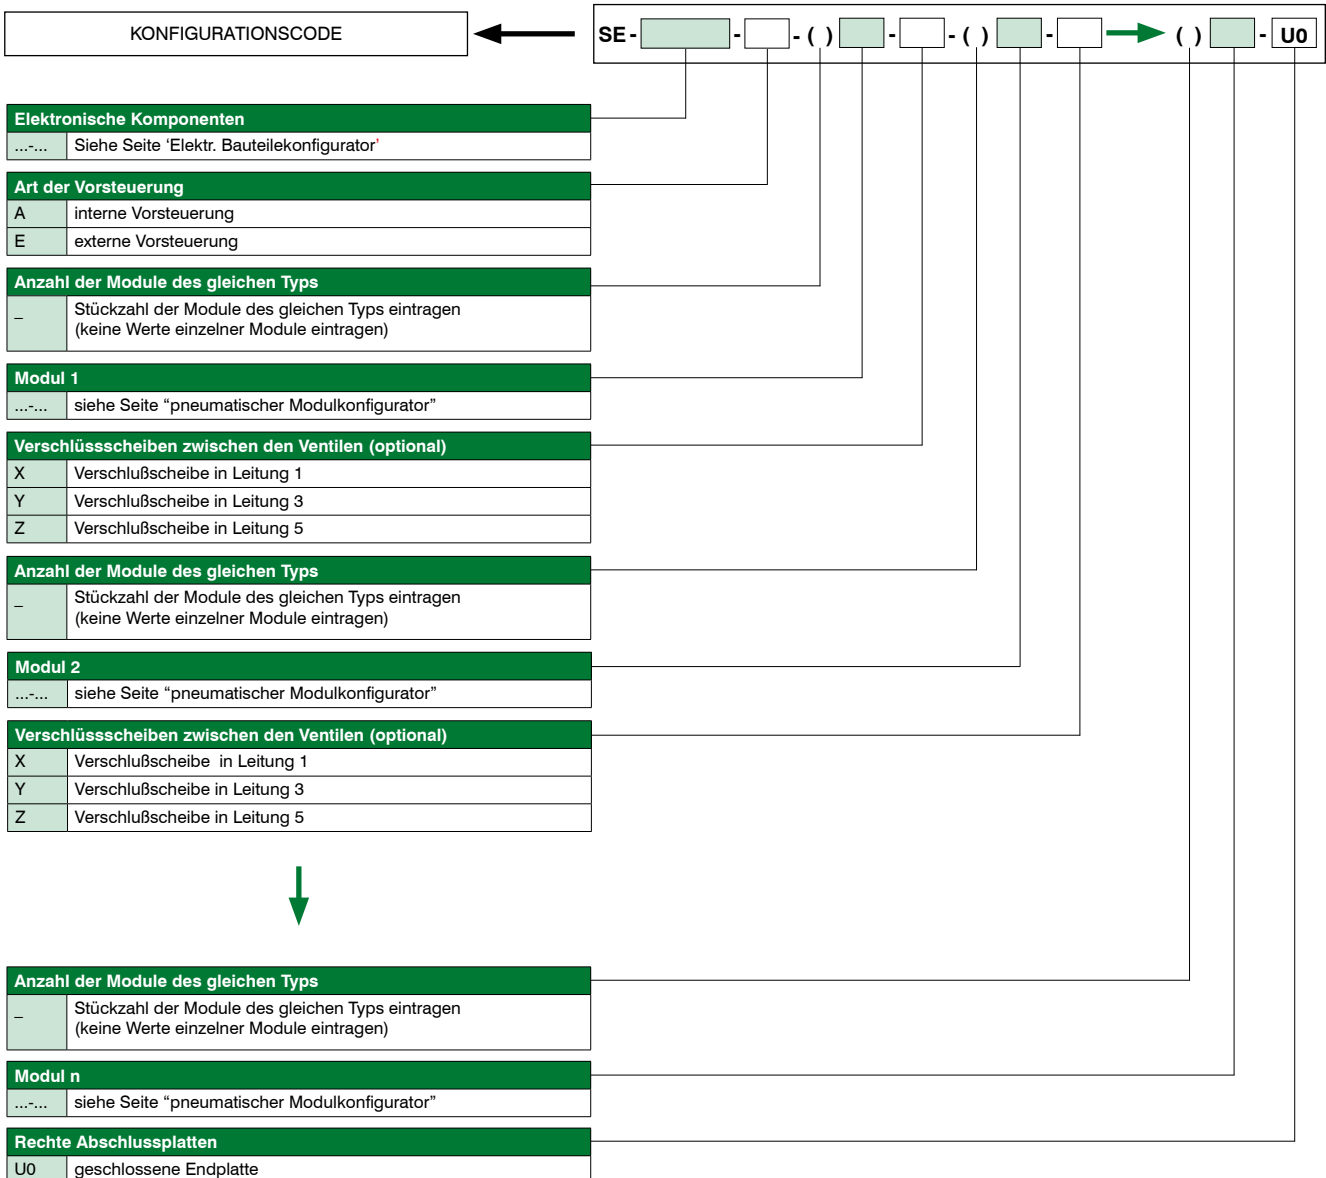 KONFIGURATIONSCODE
SE - - - ( ) - - ( ) - ( ) - U0
Elektronische Komponenten
...-... Siehe Seite ‘Elektr. Bauteilekonfigurator’
Art der Vorsteuerung
A interne Vorsteuerung
E externe Vorsteuerung
Anzahl der Module des gleichen Typs
_ Stückzahl der Module des gleichen Typs eintragen
(keine Werte einzelner Module eintragen)
Modul 1
...-... siehe Seite “pneumatischer Modulkonfigurator”
Verschlüssscheiben zwischen den Ventilen (optional)
X Verschlußscheibe in Leitung 1
Y Verschlußscheibe in Leitung 3
Z Verschlußscheibe in Leitung 5
Anzahl der Module des gleichen Typs
_ Stückzahl der Module des gleichen Typs eintragen
(keine Werte einzelner Module eintragen)
Modul 2
...-... siehe Seite “pneumatischer Modulkonfigurator”
Verschlüssscheiben zwischen den Ventilen (optional)
X Verschlußscheibe in Leitung 1
Y Verschlußscheibe in Leitung 3
Z Verschlußscheibe in Leitung 5
Anzahl der Module des gleichen Typs
_ Stückzahl der Module des gleichen Typs eintragen
(keine Werte einzelner Module eintragen)
Modul n
...-... siehe Seite “pneumatischer Modulkonfigurator”
Rechte Abschlussplatten
U0 geschlossene Endplatte